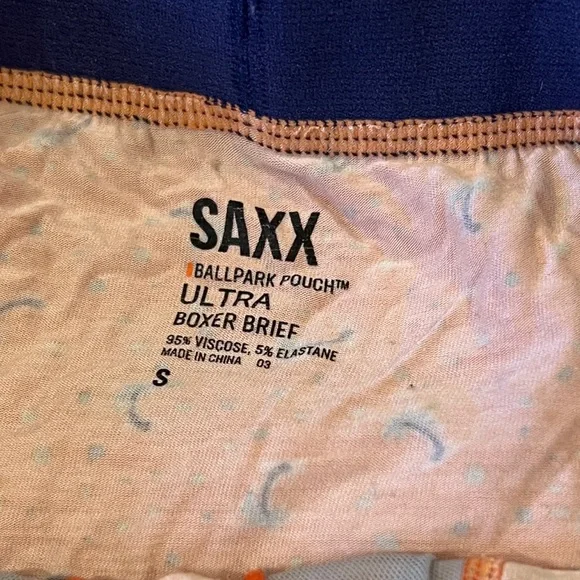 SAXX
BALLPARK POUCH™
ULTRA
BOXER BRIEF
95% VISCOSE, 5% ELASTANE
MADE IN CHINA 03
S